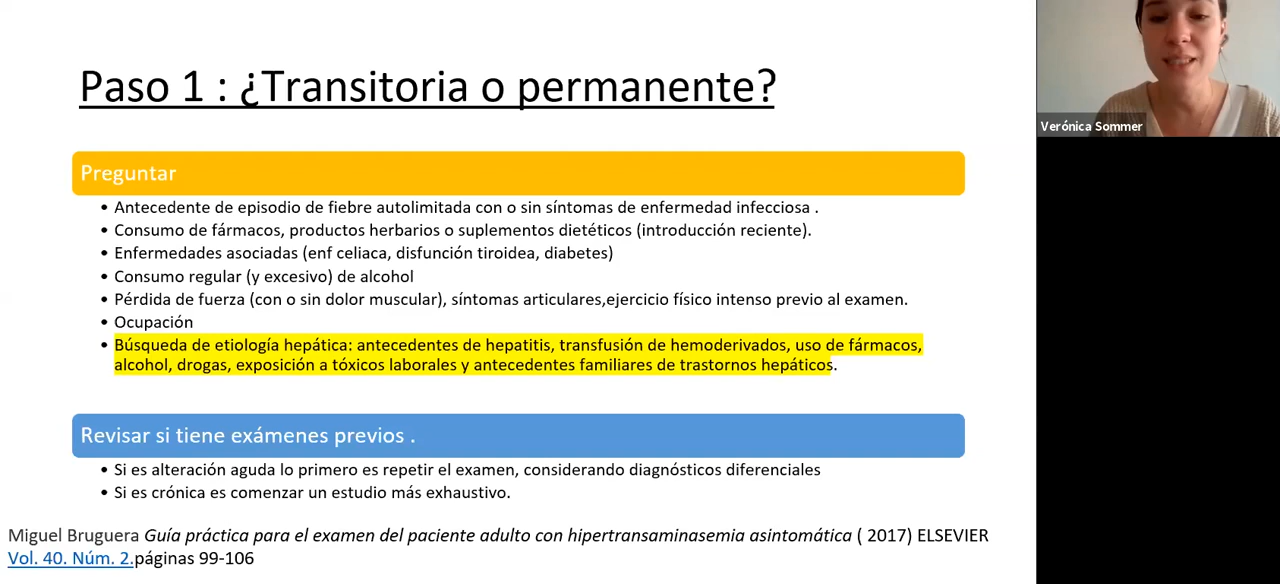 Paso 1 : ¿Transitoria o permanente?
Verónica Sommer
Preguntar
• Antecedente de episodio de fiebre autolimitada con o sin síntomas de enfermedad infecciosa .
• Consumo de fármacos, productos herbarios o suplementos dietéticos (introducción reciente).
• Enfermedades asociadas (enf celiaca, disfunción tiroidea, diabetes)
• Consumo regular (y excesivo) de alcohol
• Pérdida de fuerza (con o sin dolor muscular), síntomas articulares,ejercicio físico intenso previo al examen.
• Ocupación
• Búsqueda de etiología hepática: antecedentes de hepatitis, transfusión de hemoderivados, uso de fármacos,
alcohol, drogas, exposición a tóxicos laborales y antecedentes familiares de trastornos hepáticos.
Revisar si tiene exámenes previos .
• Si es alteración aguda lo primero es repetir el examen, considerando diagnósticos diferenciales
• Si es crónica es comenzar un estudio más exhaustivo.
Miguel Bruguera Guía práctica para el examen del paciente adulto con hipertransaminasemia asintomática ( 2017) ELSEVIER
Vol. 40. Núm. 2.páginas 99-106